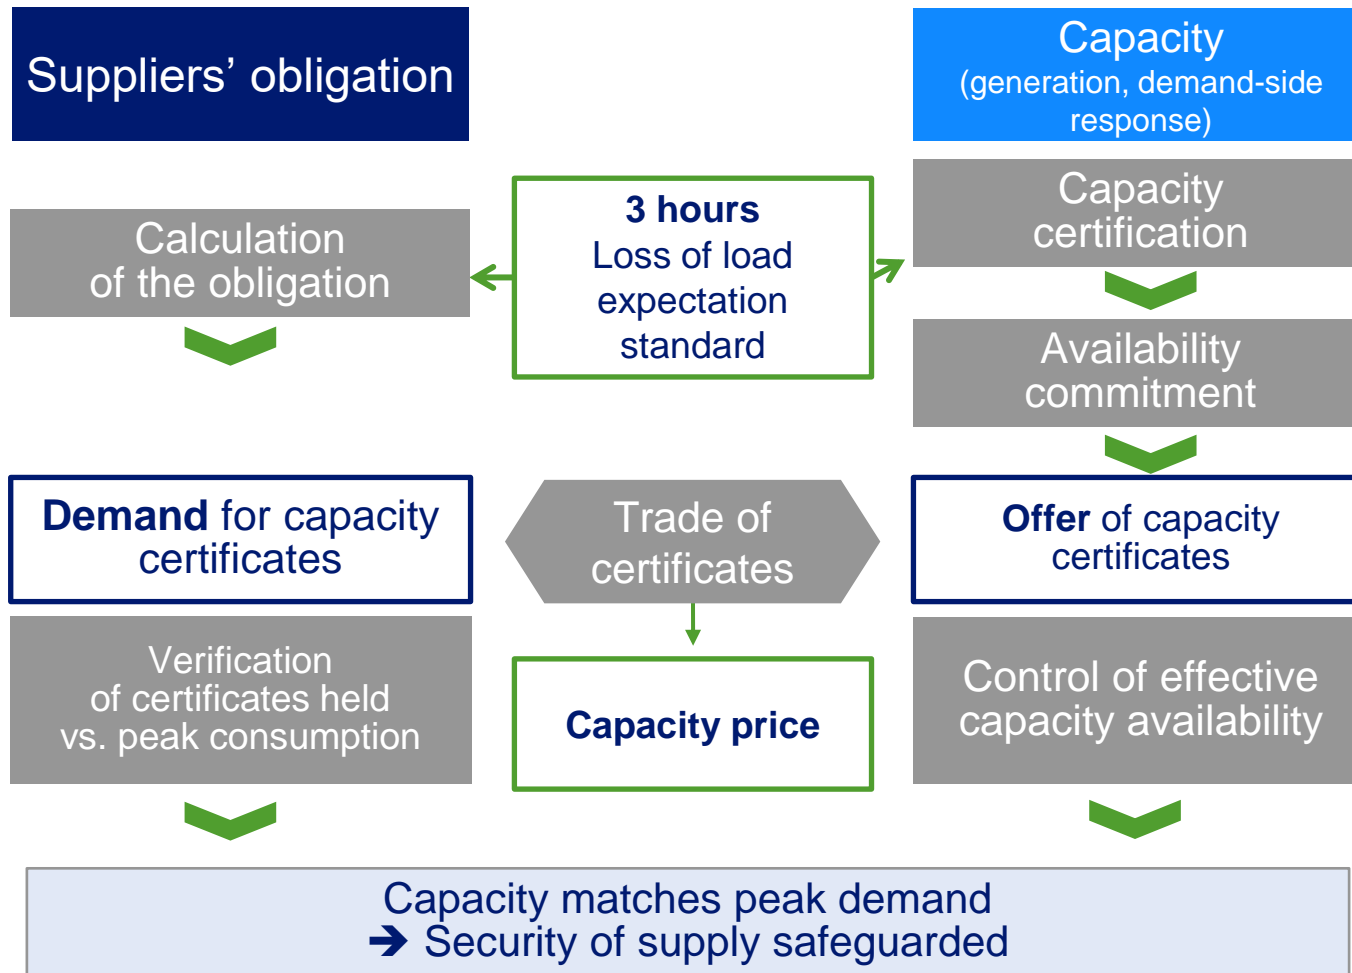 Suppliers’ obligation
Capacity
(generation, demand-side
response)
Calculation
of the obligation
3 hours
Loss of load
expectation
standard
Capacity
certification
Availability
commitment
Demand for capacity
certificates
Trade of
certificates
Offer of capacity
certificates
Verification
of certificates held
vs. peak consumption
Capacity price
Control of effective
capacity availability
Capacity matches peak demand
➔ Security of supply safeguarded